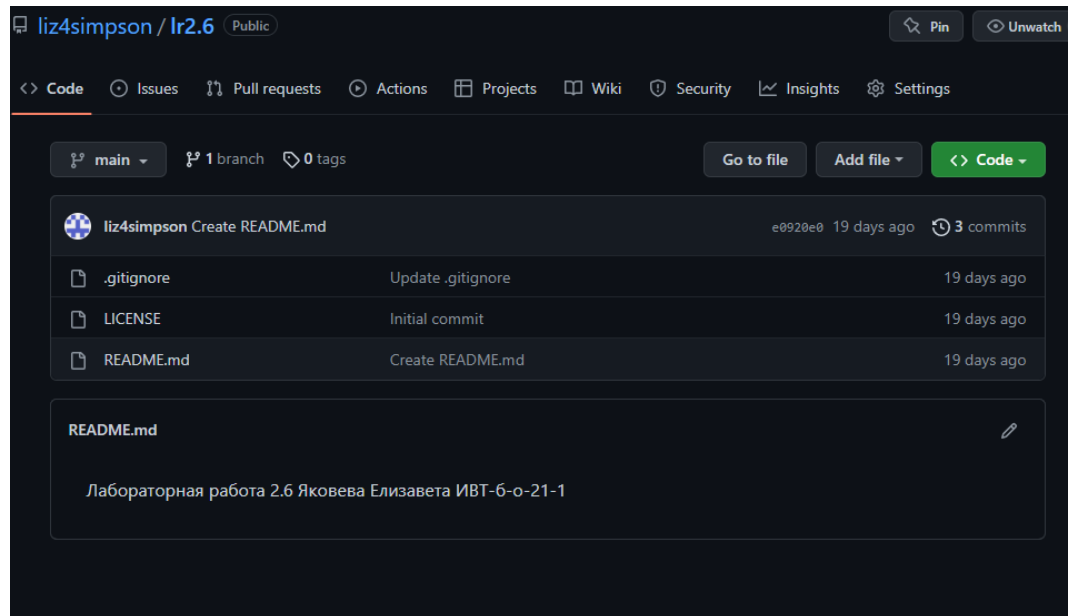 liz4simpson / lr2.6 Public Pin Unwatch
Code Issues Pull requests Actions Projects Wiki Security Insights Settings
main 1 branch 0 tags Go to file Add file Code
liz4simpson Create README.md e0920e0 19 days ago 3 commits
.gitignore Update .gitignore 19 days ago
LICENSE Initial commit 19 days ago
README.md Create README.md 19 days ago
README.md
Лабораторная работа 2.6 Яковева Елизавета ИВТ-б-о-21-1